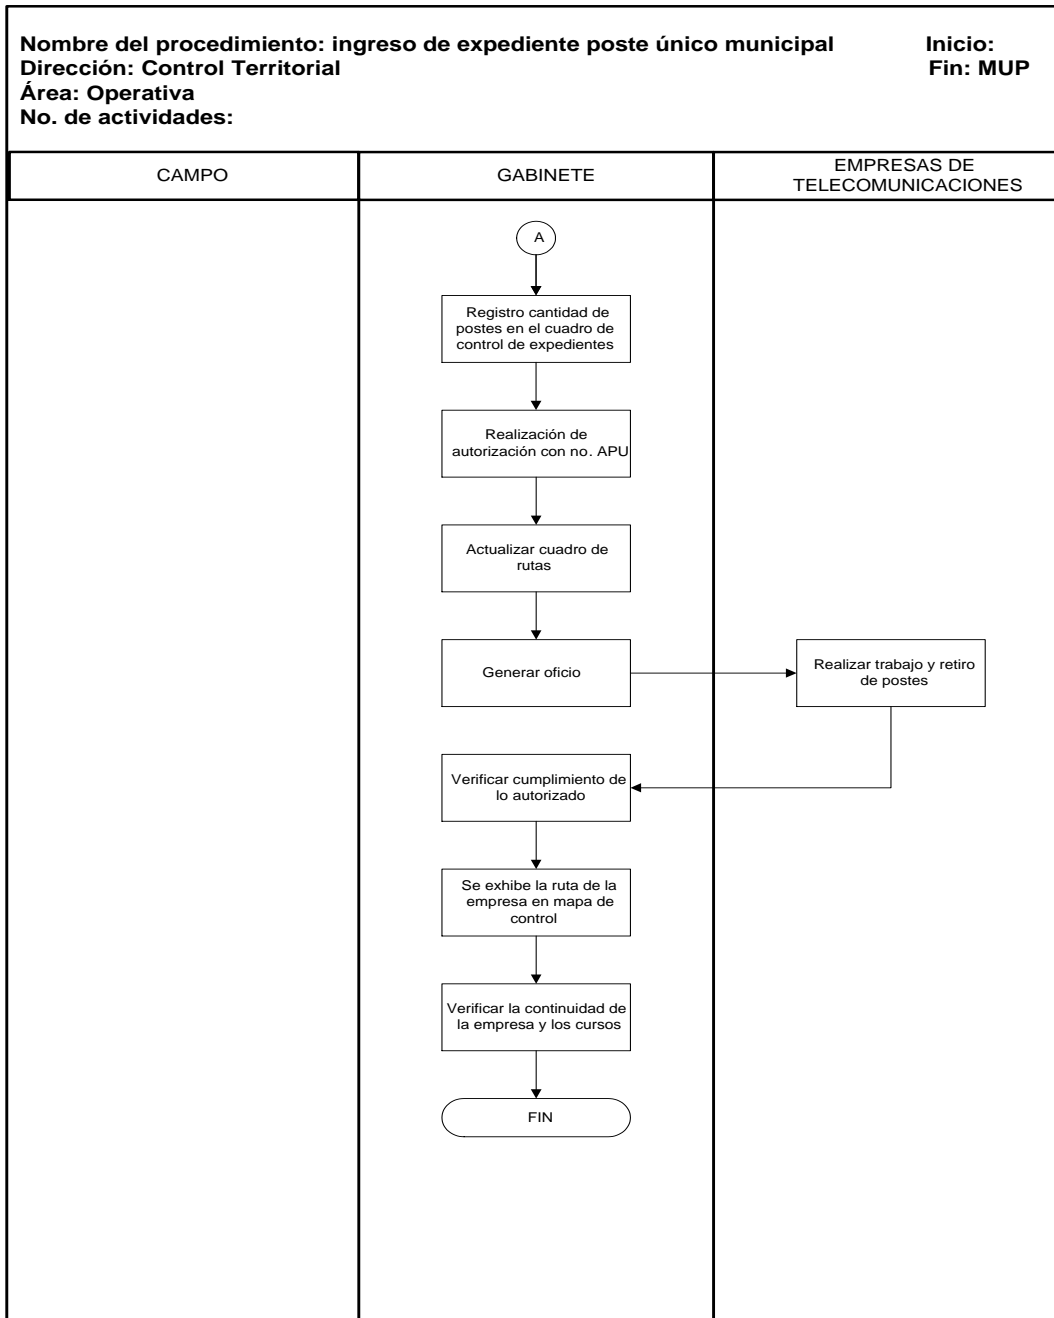 Nombre del procedimiento: ingreso de expediente poste único municipal Inicio:
Dirección: Control Territorial Fin: MUP
Área: Operativa
No. de actividades:
CAMPO
GABINETE
EMPRESAS DE
TELECOMUNICACIONES
A
Registro cantidad de
postes en el cuadro de
control de expedientes
Realización de
autorización con no. APU
Actualizar cuadro de
rutas
Generar oficio
Realizar trabajo y retiro
de postes
Verificar cumplimiento de
lo autorizado
Se exhibe la ruta de la
empresa en mapa de
control
Verificar la continuidad de
la empresa y los cursos
FIN